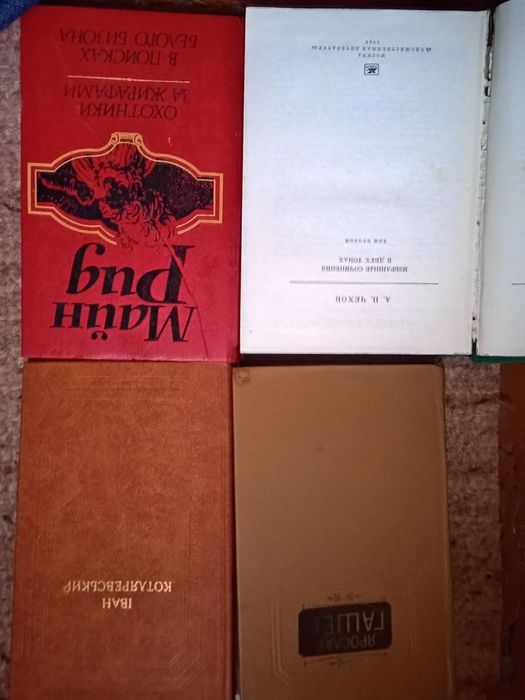 Майн
Рид
ОХОТНИКИ
ЗА ЖИРАФАМИ
В ПОИСКАХ
БЕЛОГО БИЗОНА
А. П. ЧЕХОВ
ИЗБРАННЫЕ СОЧИНЕНИЯ
В ДВУХ ТОМАХ
ТОМ ВТОРОЙ
МОСКВА
«ХУДОЖЕСТВЕННАЯ ЛИТЕРАТУРА»
ІВАН
КОТЛЯРЕВСЬКИЙ
ЯРОСЛАВ
ГАШЕК